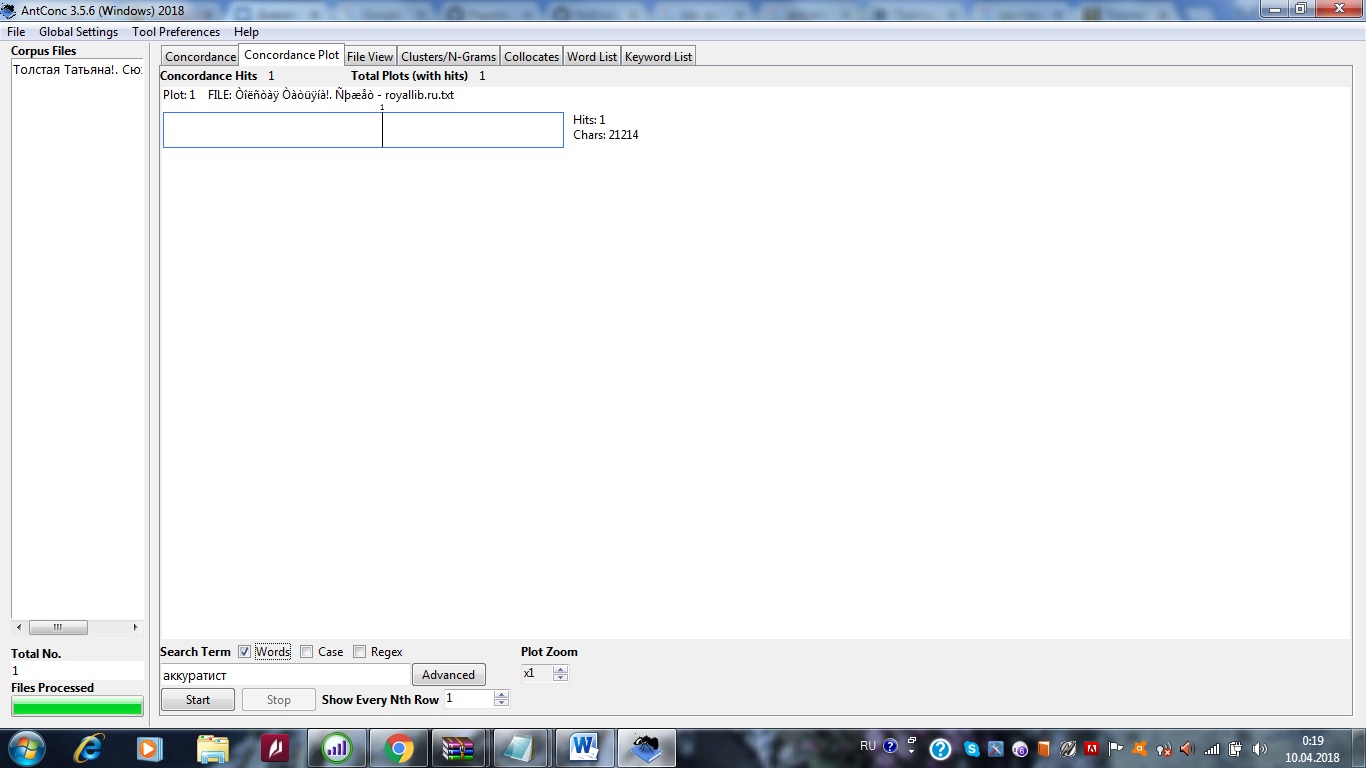 AntConc 3.5.6 (Windows) 2018
File Global Settings Tool Preferences Help
Corpus Files
Толстая Татьяна!. Сюж
Total No.
1
Files Processed
Concordance Concordance Plot File View Clusters/N-Grams Collocates Word List Keyword List
Concordance Hits 1 Total Plots (with hits) 1
Plot: 1 FILE: Òîëñòàÿ Òàòüÿíà!. Ñþæåò - royallib.ru.txt
1
Hits: 1
Chars: 21214
Search Term Words Case Regex
Plot Zoom
аккуратист Advanced
x1
Start Stop Show Every Nth Row 1
RU
0:19
10.04.2018